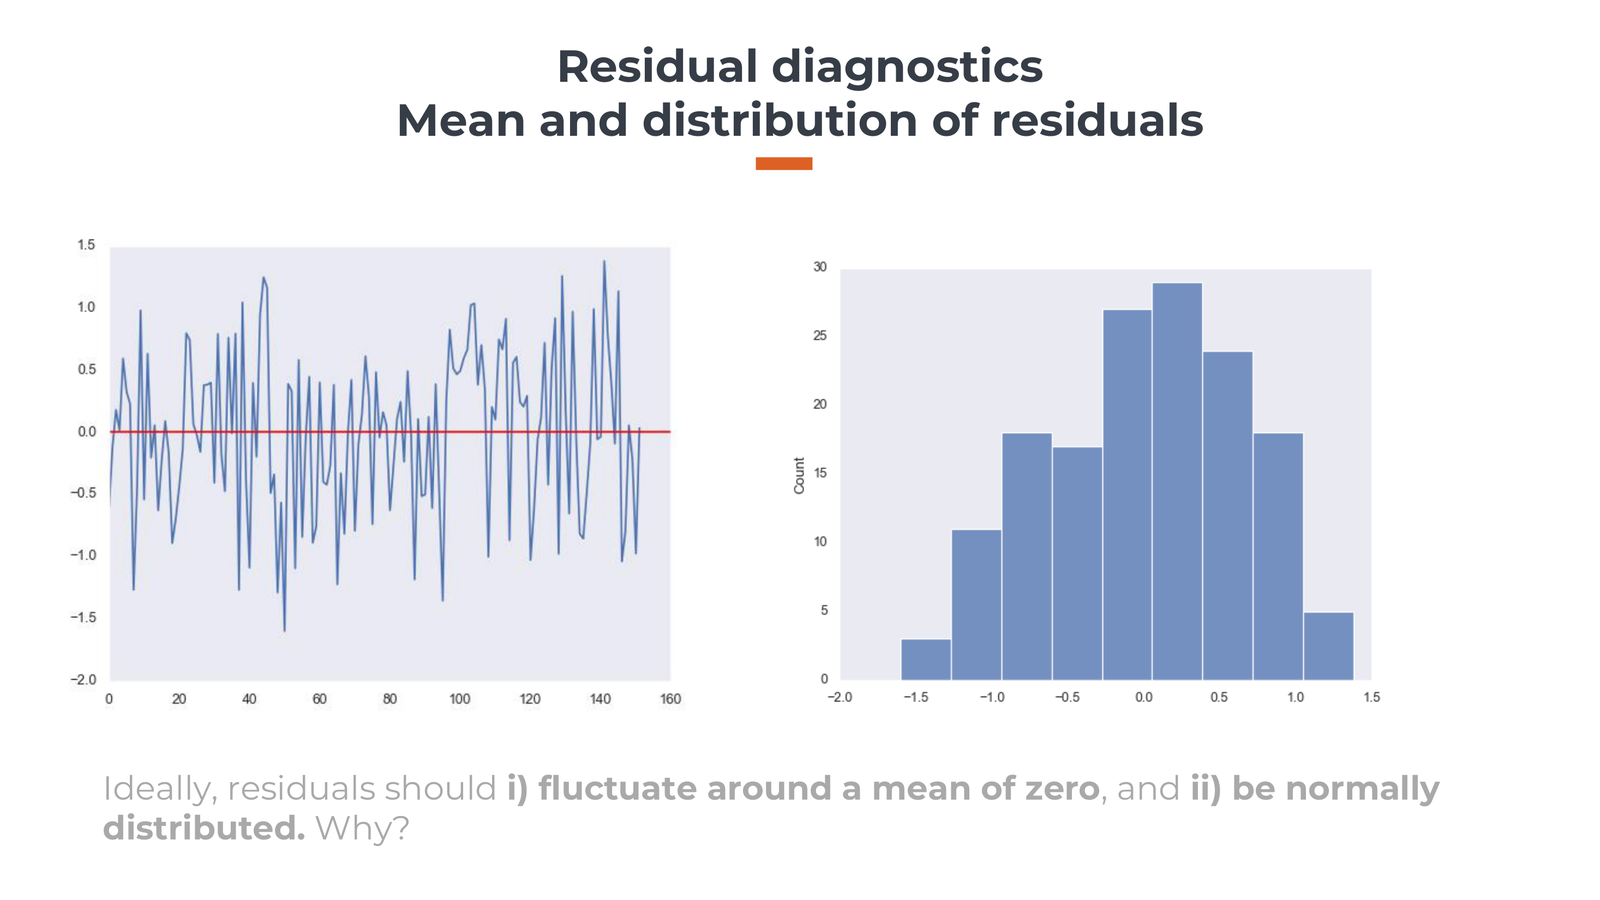 Residual diagnostics
Mean and distribution of residuals
1.5
1.0
0.5
0.0
−0.5
−1.0
−1.5
−2.0
0 20 40 60 80 100 120 140 160
30
25
20
15
10
5
0
Count
−2.0 −1.5 −1.0 −0.5 0.0 0.5 1.0 1.5
Ideally, residuals should i) fluctuate around a mean of zero, and ii) be normally
distributed. Why?